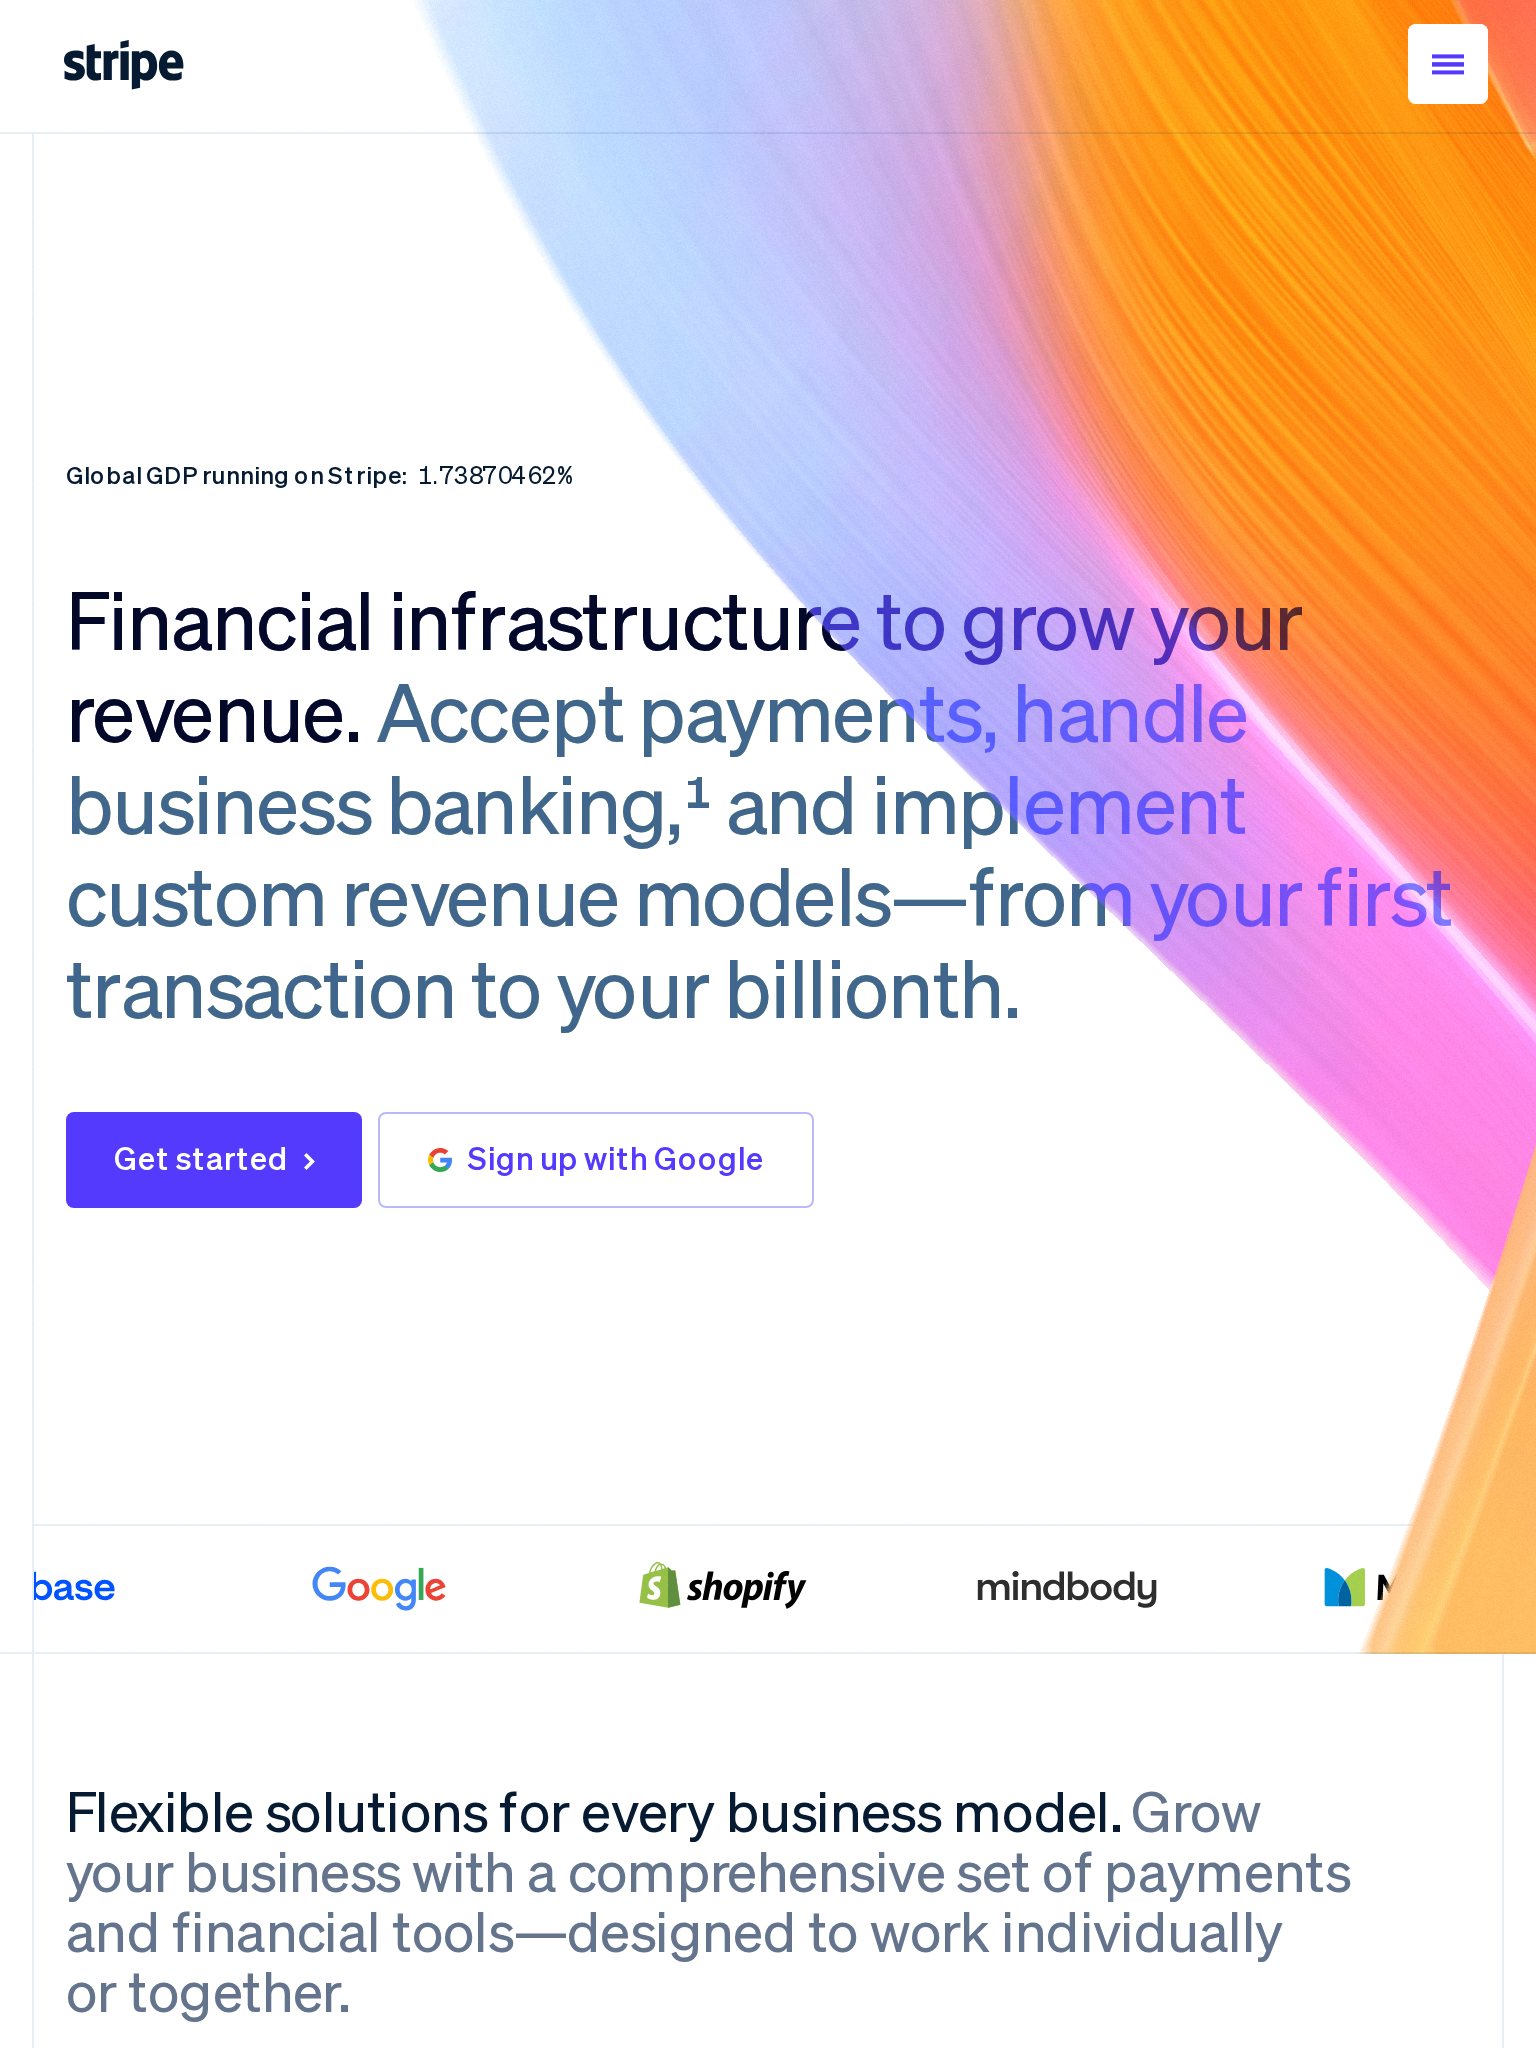 stripe
Global GDP running on Stripe: 1.73870462%
Financial infrastructure to grow your
revenue. Accept payments, handle
business banking,¹ and implement
custom revenue models—from your first
transaction to your billionth.
Get started
Sign up with Google
base
Google
shopify
mindbody
Flexible solutions for every business model. Grow
your business with a comprehensive set of payments
and financial tools—designed to work individually
or together.